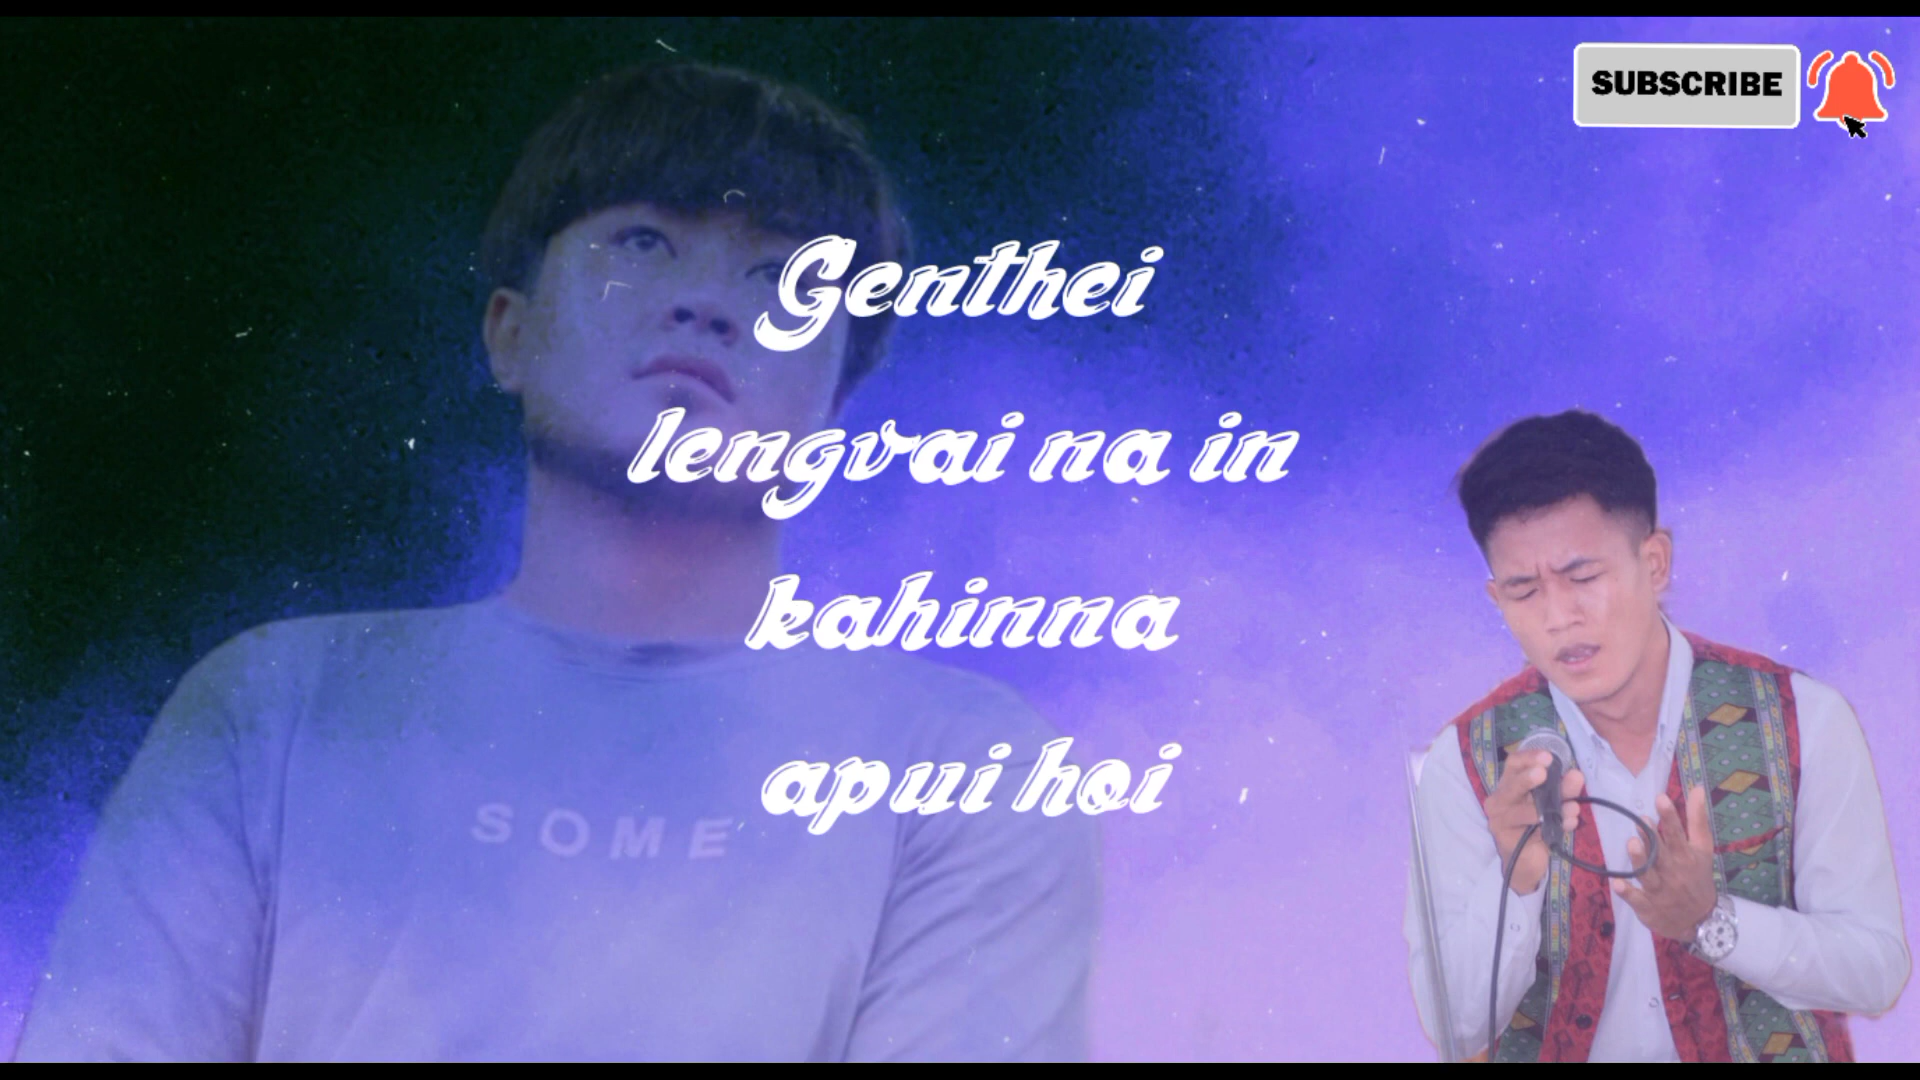 SUBSCRIBE
Genthei
lengvai na in
kahinna
apui hoi
SOME